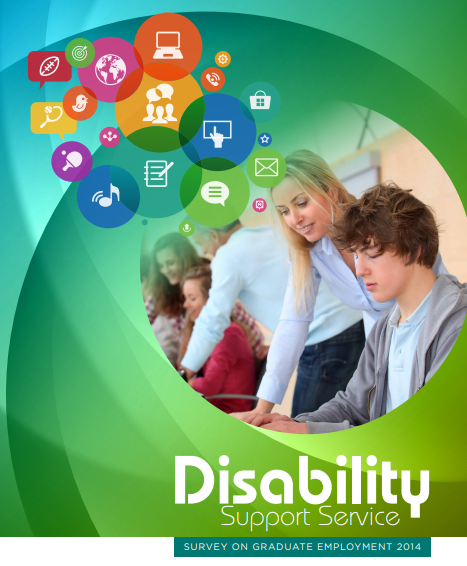 Disability
Support Service
SURVEY ON GRADUATE EMPLOYMENT 2014